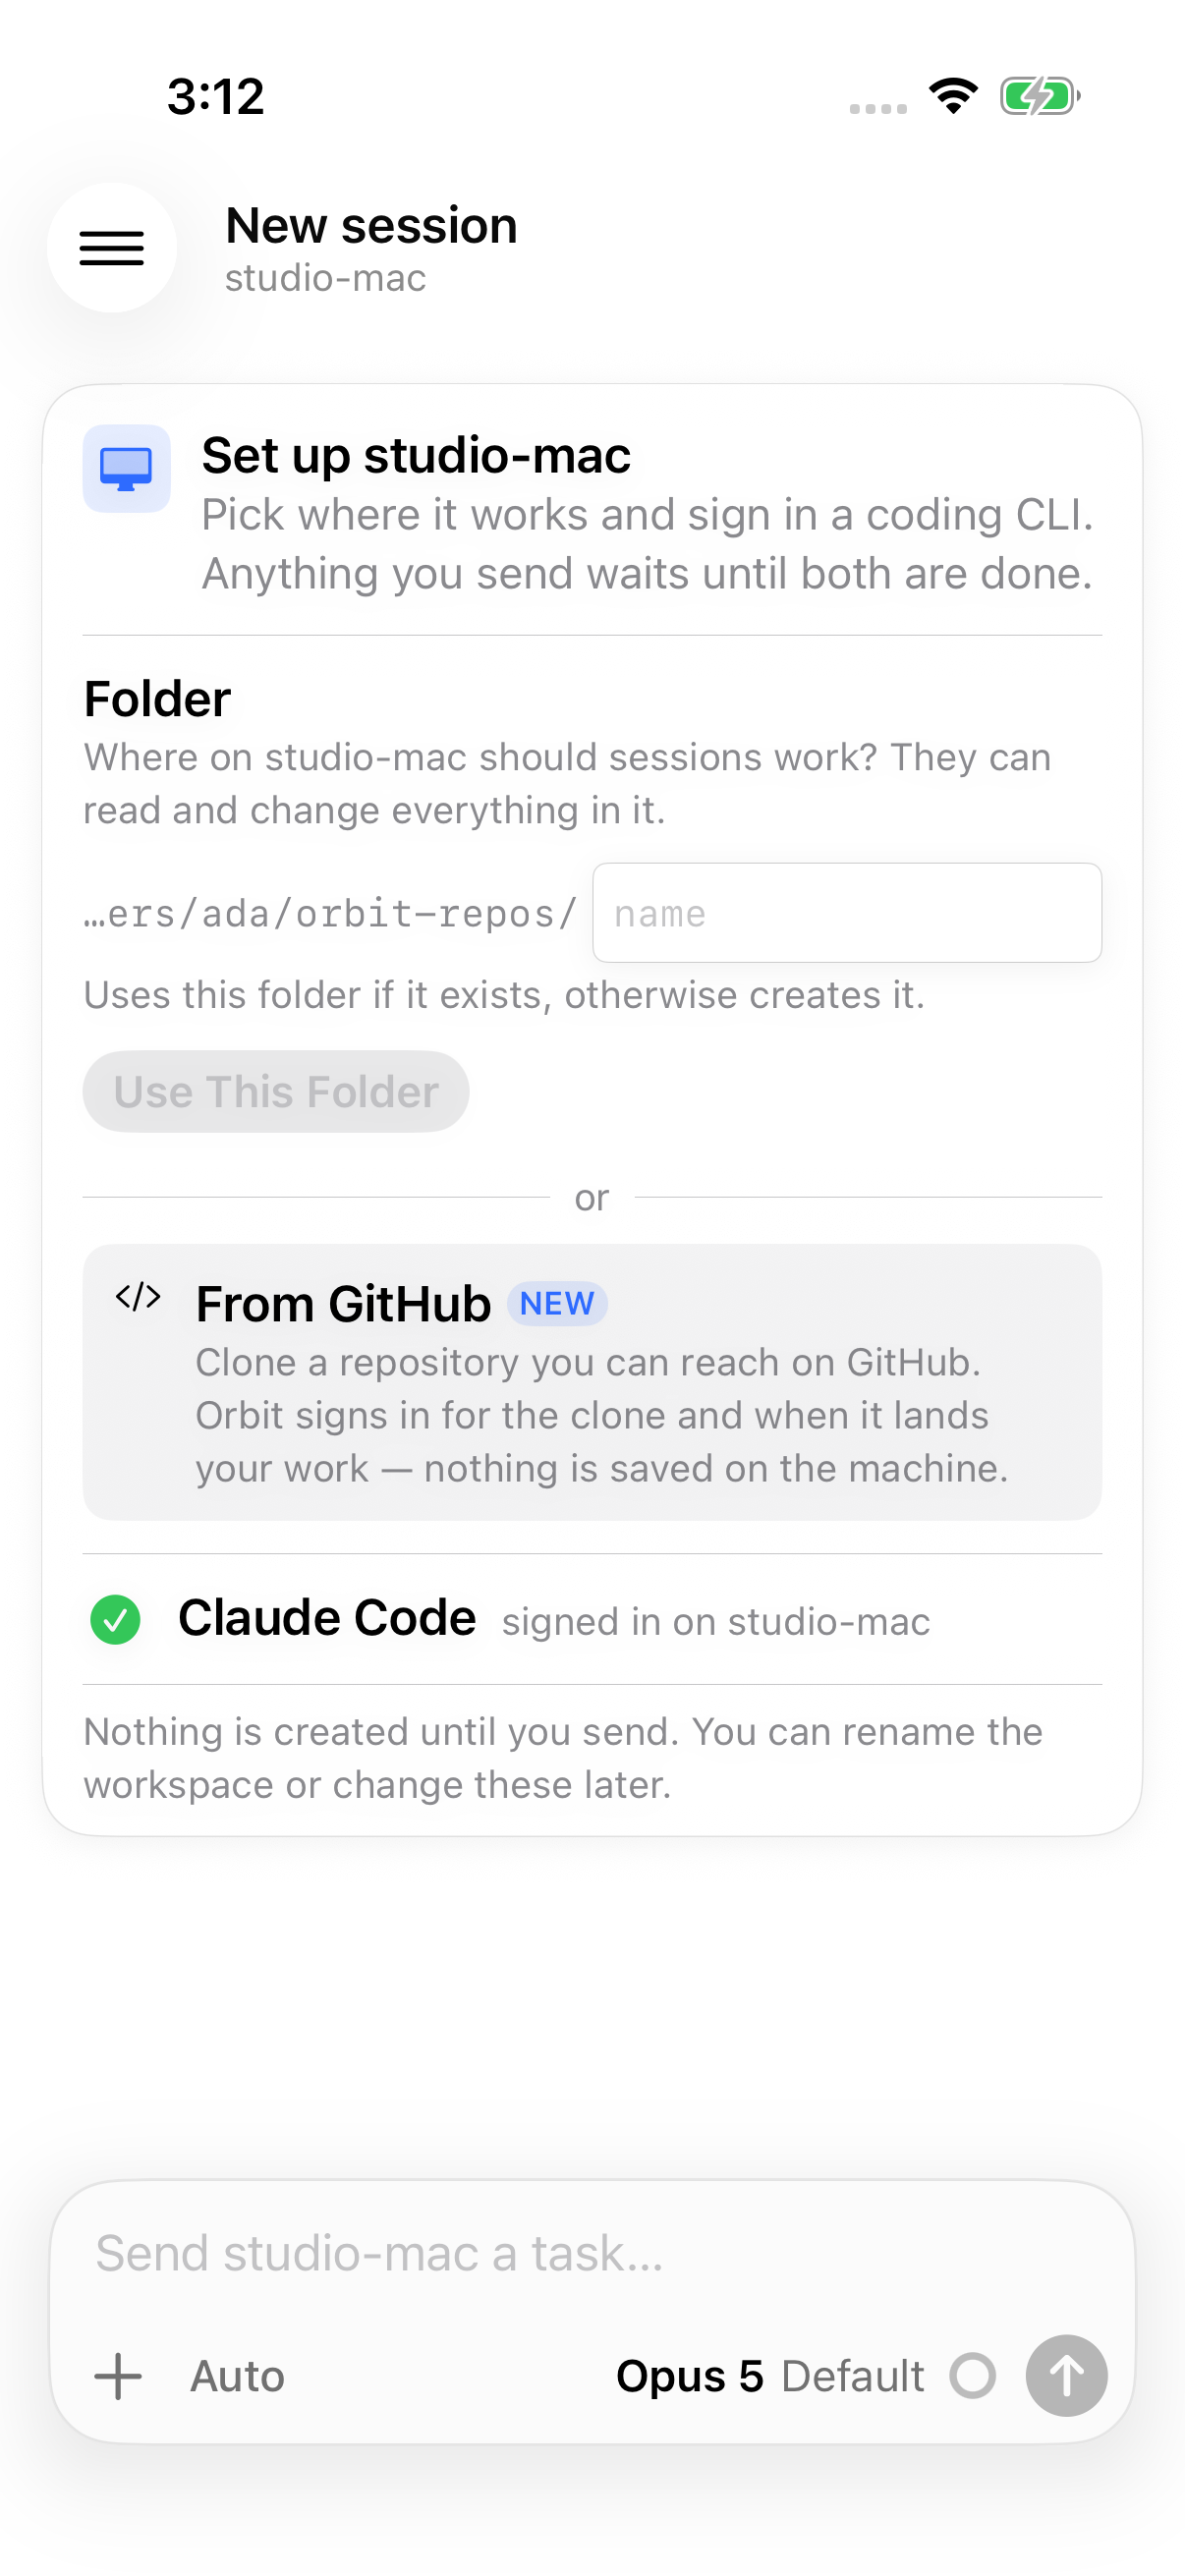 3:12
New session
studio-mac
Set up studio-mac
Pick where it works and sign in a coding CLI.
Anything you send waits until both are done.
Folder
Where on studio-mac should sessions work? They can
read and change everything in it.
…ers/ada/orbit-repos/ name
Uses this folder if it exists, otherwise creates it.
Use This Folder
or
</> From GitHub NEW
Clone a repository you can reach on GitHub.
Orbit signs in for the clone and when it lands
your work — nothing is saved on the machine.
Claude Code signed in on studio-mac
Nothing is created until you send. You can rename the
workspace or change these later.
Send studio-mac a task...
Auto Opus 5 Default